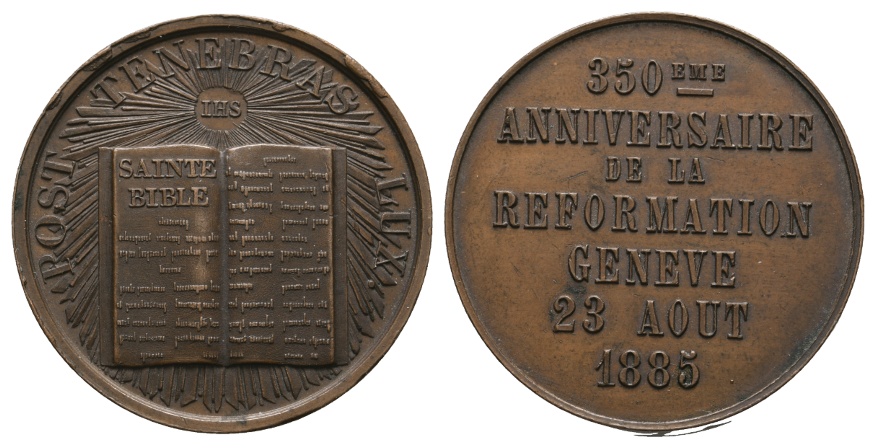 POST TENEBRAS LUX.
IHS
SAINTE
BIBLE
350EME
ANNIVERSAIRE
DE LA
REFORMATION
GENEVE
23 AOUT
1885